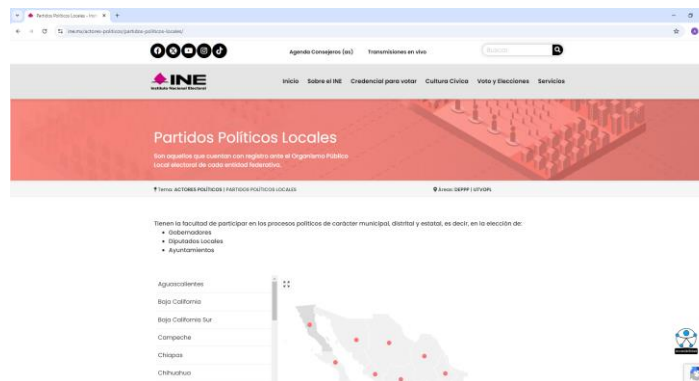 Partidos Políticos Locales - Inst
ine.mx/actores-politicos/partidos-politicos-locales/
Agenda Consejeros (as) Transmisiones en vivo
INE
Instituto Nacional Electoral
Inicio Sobre el INE Credencial para votar Cultura Cívica Voto y Elecciones Servicios
Partidos Políticos Locales
Son aquellos que cuentan con registro ante el Organismo Público
Local electoral de cada entidad federativa.
Tema: ACTORES POLÍTICOS | PARTIDOS POLÍTICOS LOCALES
Áreas: DEPPP | UTVOPL
Tienen la facultad de participar en los procesos políticos de carácter municipal, distrital y estatal, es decir, en la elección de:
• Gobernadores
• Diputados Locales
• Ayuntamientos
Aguascalientes
Baja California
Baja California Sur
Campeche
Chiapas
Chihuahua